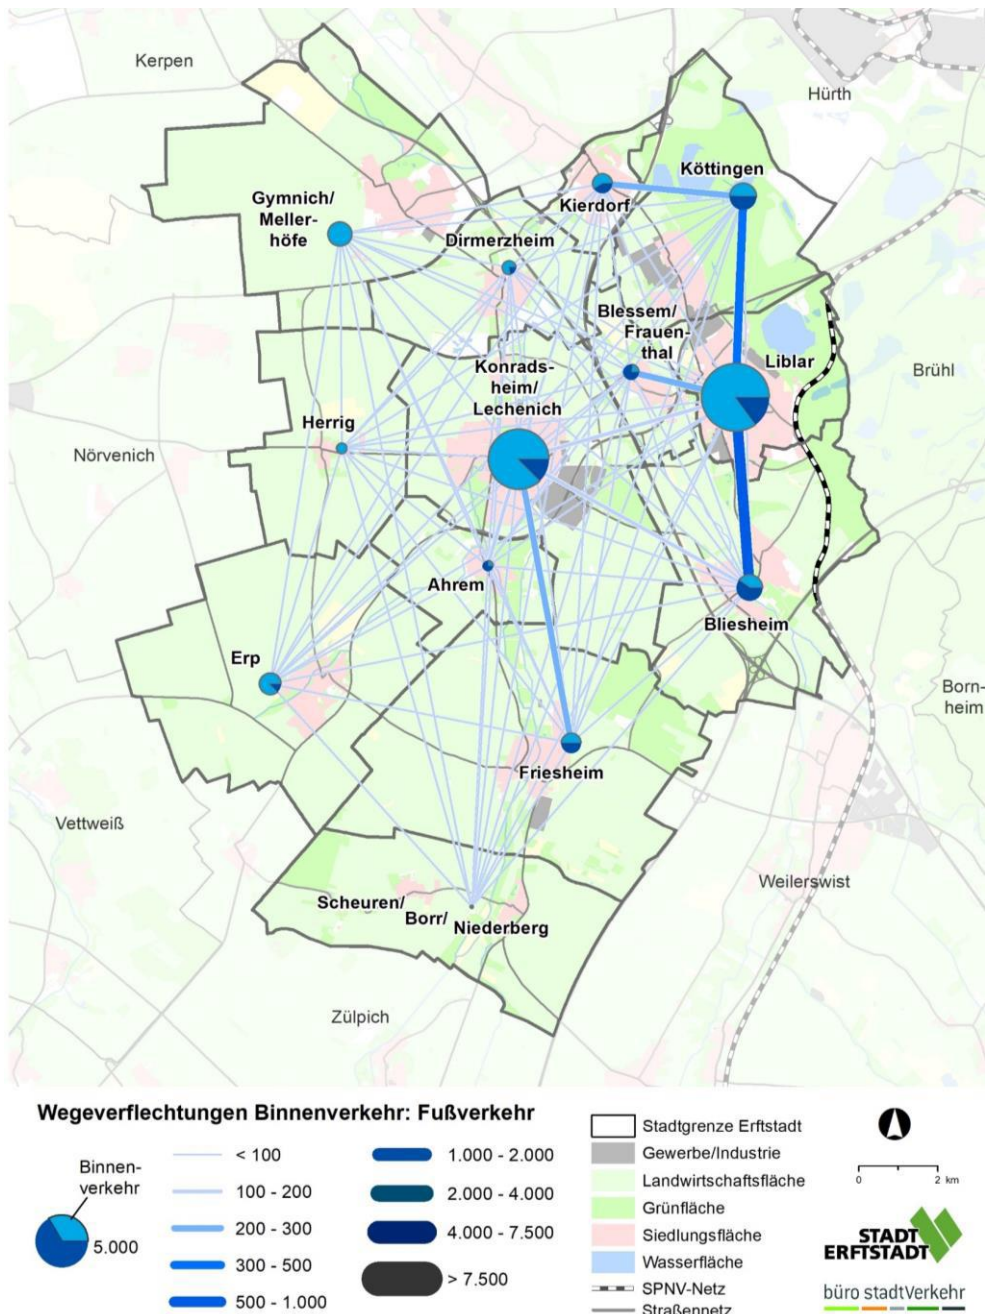 Kerpen
Hürth
Köttingen
Gymnich/
Meller-
höfe
Kierdorf
Dirmerzheim
Blessem/
Frauen-
thal
Liblar
Konrads-
heim/
Lechenich
Brühl
Herrig
Nörvenich
Ahrem
Bliesheim
Erp
Born-
heim
Friesheim
Vettweiß
Weilerswist
Scheuren/
Borr/
Niederberg
Zülpich
Wegeverflechtungen Binnenverkehr: Fußverkehr
Binnen-
verkehr
5.000
< 100
100 - 200
200 - 300
300 - 500
500 - 1.000
1.000 - 2.000
2.000 - 4.000
4.000 - 7.500
> 7.500
Stadtgrenze Erftstadt
Gewerbe/Industrie
Landwirtschaftsfläche
Grünfläche
Siedlungsfläche
Wasserfläche
SPNV-Netz
Straßennetz
0 2 km
STADT
ERFTSTADT
büro stadtVerkehr